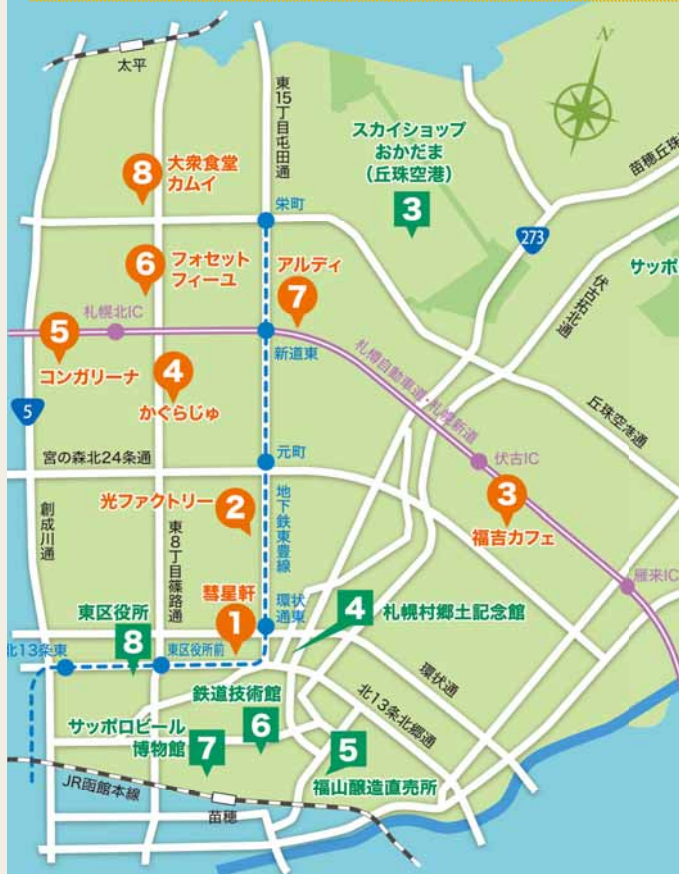 N
太平
東15丁目屯田通
スカイショップ
おかだま
(丘珠空港)
3
苗穂丘珠
8
大衆食堂
カムイ
栄町
273
6
フォセット
フィーユ
アルディ
7
サッポ
伏古拓北通
札幌北IC
5
コンガリーナ
新道東
4
かぐらじゅ
札樽自動車道・札幌新道
丘珠空港通
5
宮の森北24条通
元町
伏古IC
3
福吉カフェ
光ファクトリー
2
地下鉄東豊線
創成川通
東8丁目篠路通
雁来IC
東区役所
8
彗星軒
1
環状
通東
4
札幌村郷土記念館
北13条東
東区役所前
環状通
北13条北郷通
鉄道技術館
6
サッポロビール
博物館
7
5
福山醸造直売所
JR函館本線
苗穂